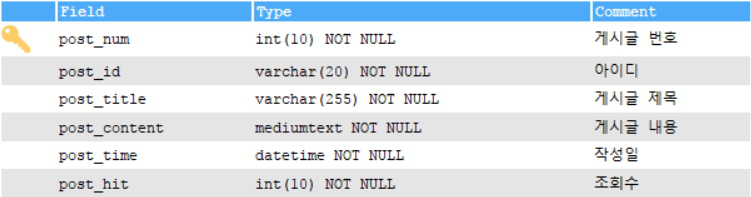 Field Type Comment
post_num int(10) NOT NULL 게시글 번호
post_id varchar(20) NOT NULL 아이디
post_title varchar(255) NOT NULL 게시글 제목
post_content mediumtext NOT NULL 게시글 내용
post_time datetime NOT NULL 작성일
post_hit int(10) NOT NULL 조회수